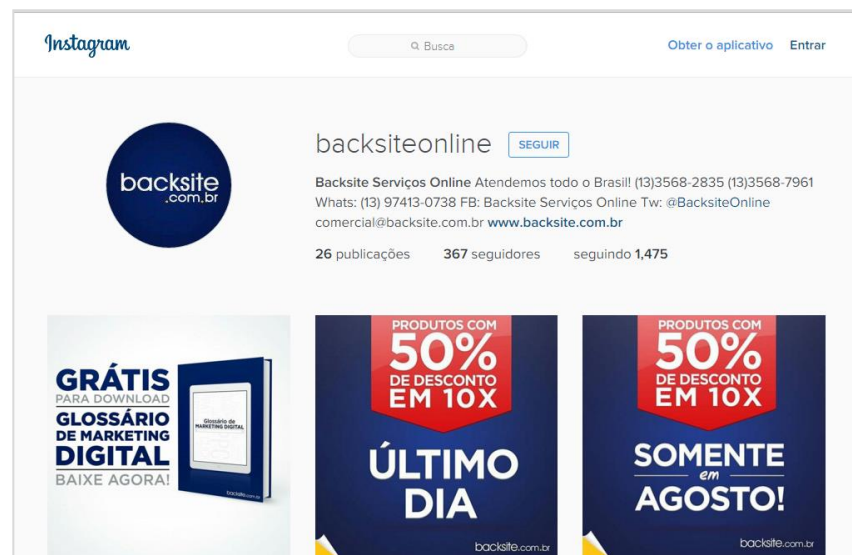 Instagram
Busca
Obter o aplicativo Entrar
backsite
.com.br
backsiteonline SEGUIR
Backsite Serviços Online Atendemos todo o Brasil! (13)3568-2835 (13)3568-7961
Whats: (13) 97413-0738 FB: Backsite Serviços Online Tw: @BacksiteOnline
comercial@backsite.com.br www.backsite.com.br
26 publicações 367 seguidores seguindo 1,475
GRÁTIS
PARA DOWNLOAD
GLOSSÁRIO
DE MARKETING
DIGITAL
BAIXE AGORA!
Glossário de
MARKETING DIGITAL
backsite.com.br
PRODUTOS COM
50%
DE DESCONTO
EM 10X
ÚLTIMO
DIA
backsite.com.br
PRODUTOS COM
50%
DE DESCONTO
EM 10X
SOMENTE
em
AGOSTO!
backsite.com.br